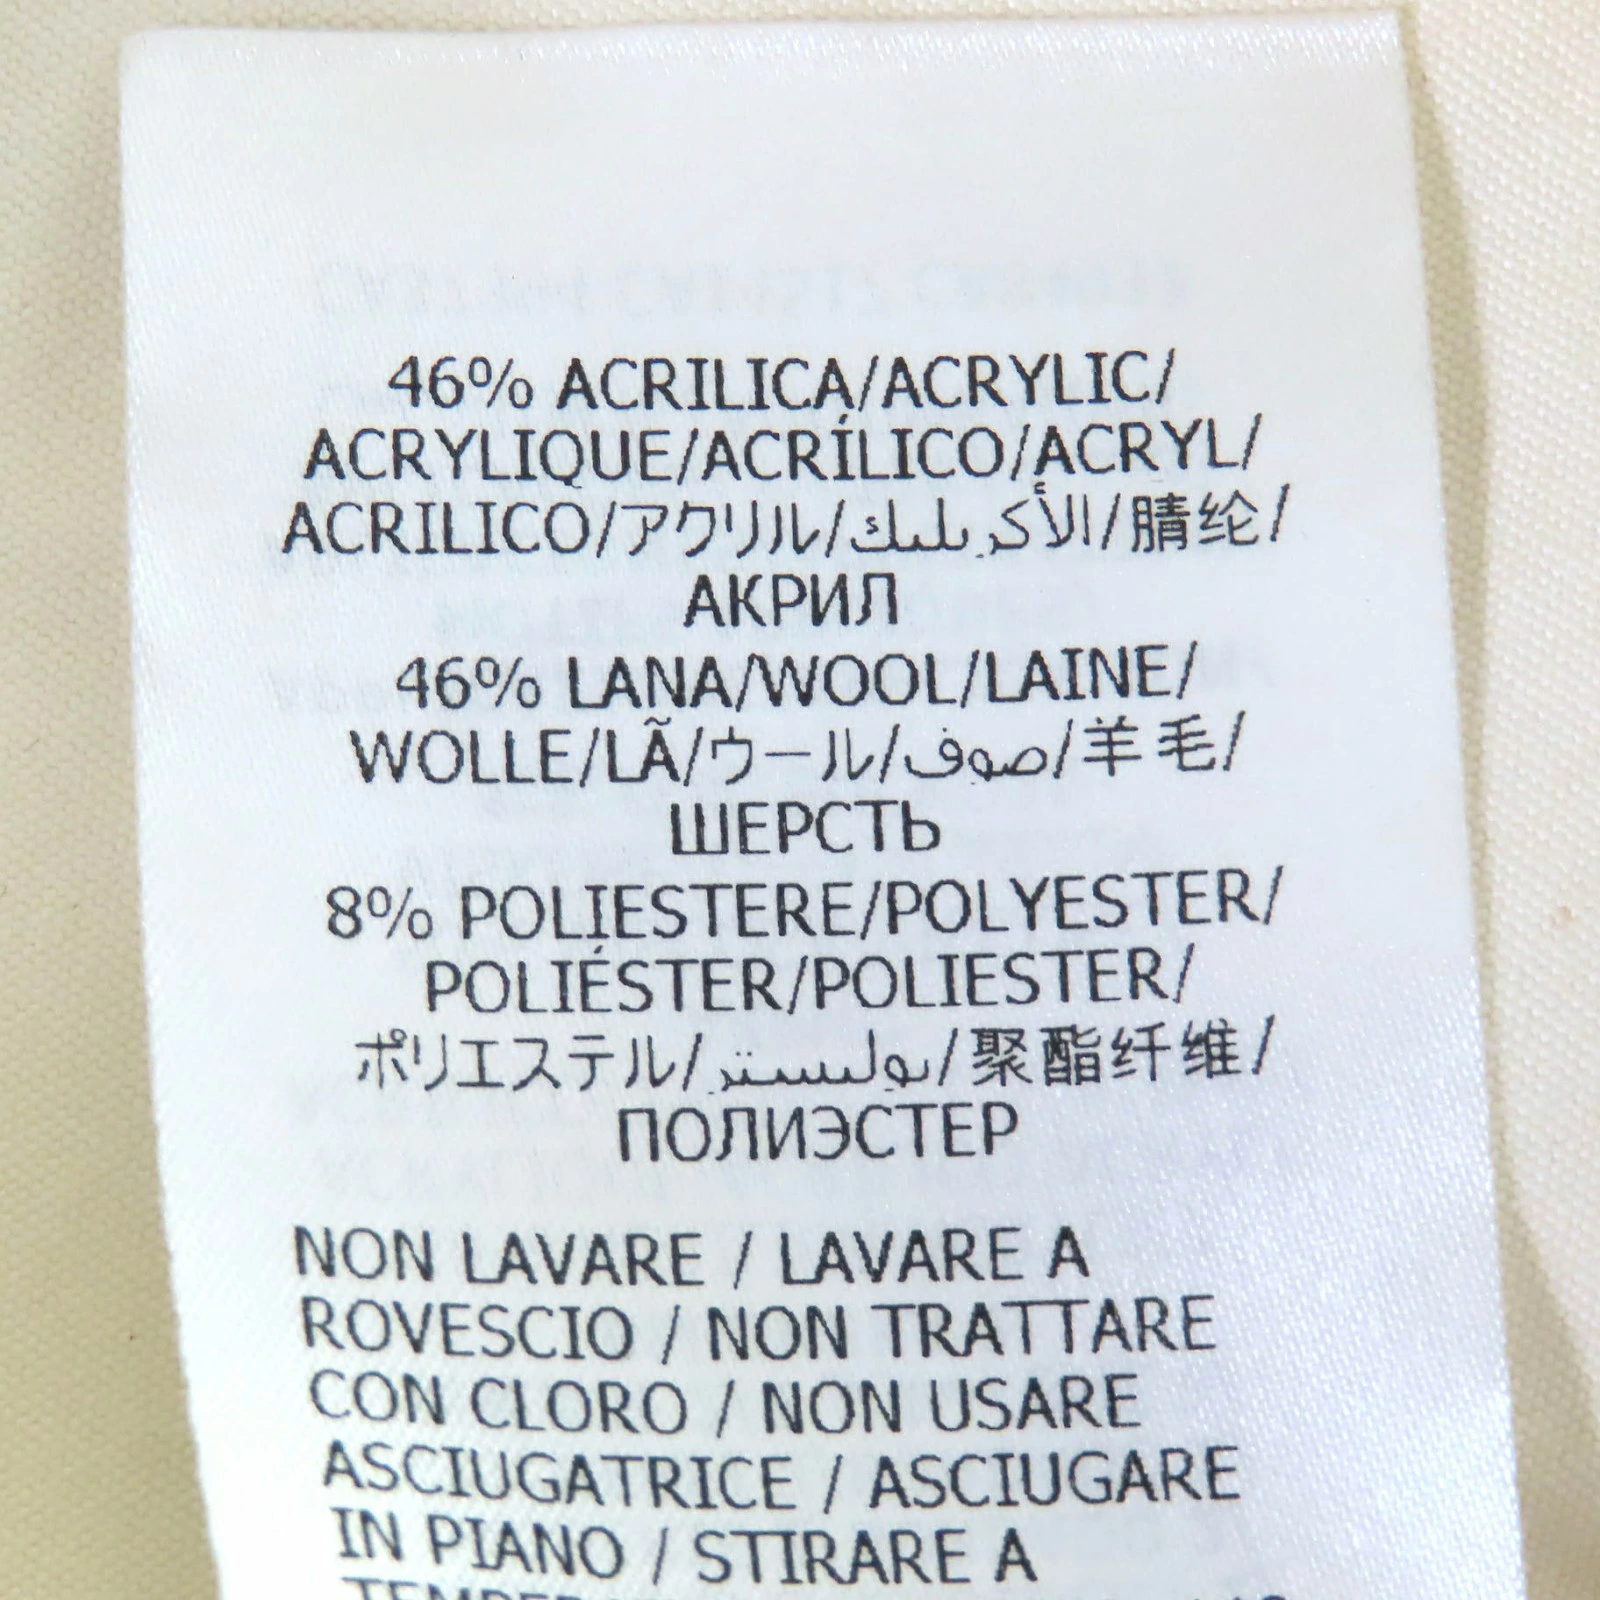 46% ACRILICA/ACRYLIC/
ACRYLIQUE/ACRÍLICO/ACRYL/
ACRILICO/アクリル/الأكريليك/腈纶/
АКРИЛ
46% LANA/WOOL/LAINE/
WOLLE/LÃ/ウール/صوف/羊毛/
ШЕРСТЬ
8% POLIESTERE/POLYESTER/
POLIÉSTER/POLIESTER/
ポリエステル/بوليستر/聚酯纤维/
ПОЛИЭСТЕР
NON LAVARE / LAVARE A
ROVESCIO / NON TRATTARE
CON CLORO / NON USARE
ASCIUGATRICE / ASCIUGARE
IN PIANO / STIRARE A